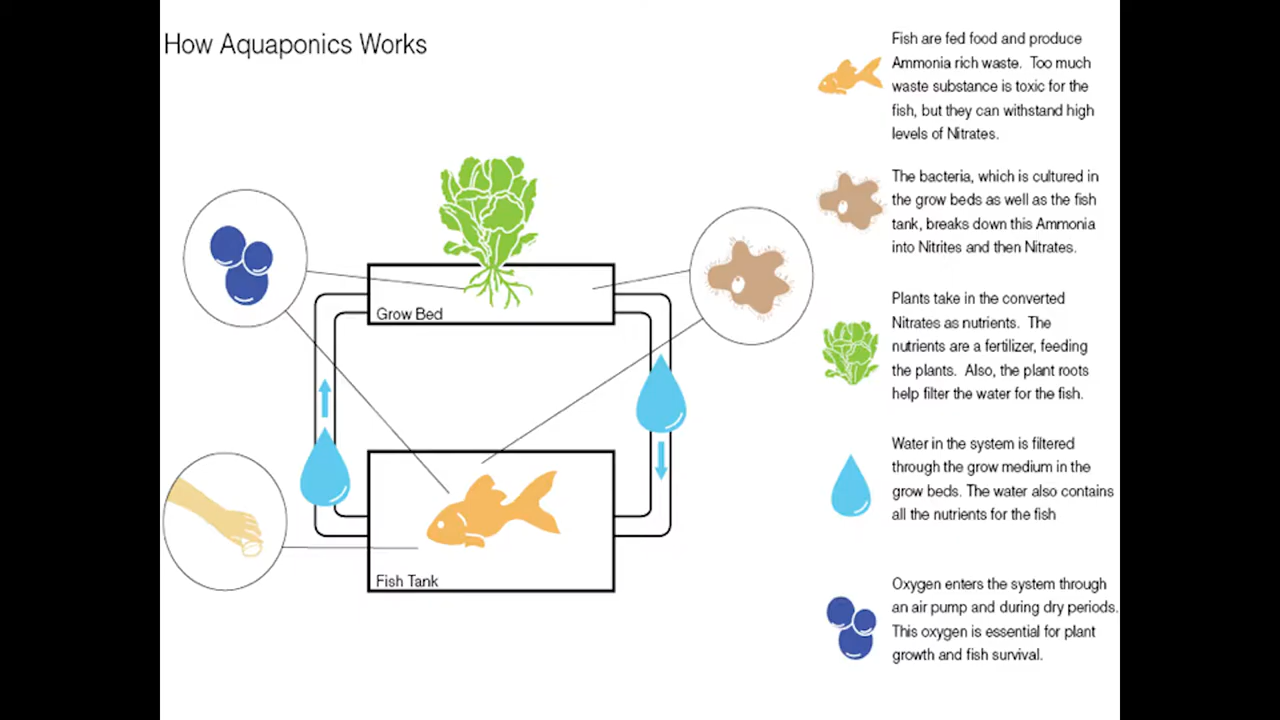 How Aquaponics Works
Grow Bed
Fish Tank
Fish are fed food and produce
Ammonia rich waste. Too much
waste substance is toxic for the
fish, but they can withstand high
levels of Nitrates.
The bacteria, which is cultured in
the grow beds as well as the fish
tank, breaks down this Ammonia
into Nitrites and then Nitrates.
Plants take in the converted
Nitrates as nutrients. The
nutrients are a fertilizer, feeding
the plants. Also, the plant roots
help filter the water for the fish.
Water in the system is filtered
through the grow medium in the
grow beds. The water also contains
all the nutrients for the fish
Oxygen enters the system through
an air pump and during dry periods.
This oxygen is essential for plant
growth and fish survival.